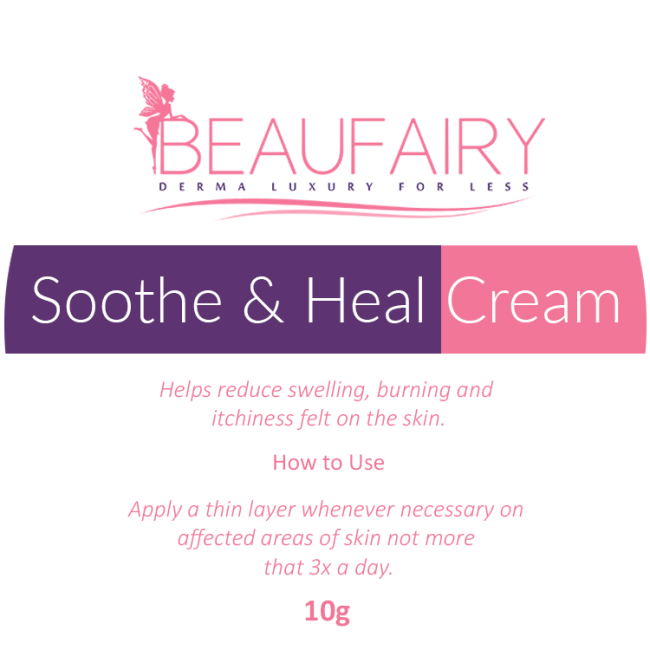 BEAUFAIRY
DERMA LUXURY FOR LESS
Soothe & Heal Cream
Helps reduce swelling, burning and
itchiness felt on the skin.
How to Use
Apply a thin layer whenever necessary on
affected areas of skin not more
that 3x a day.
10g